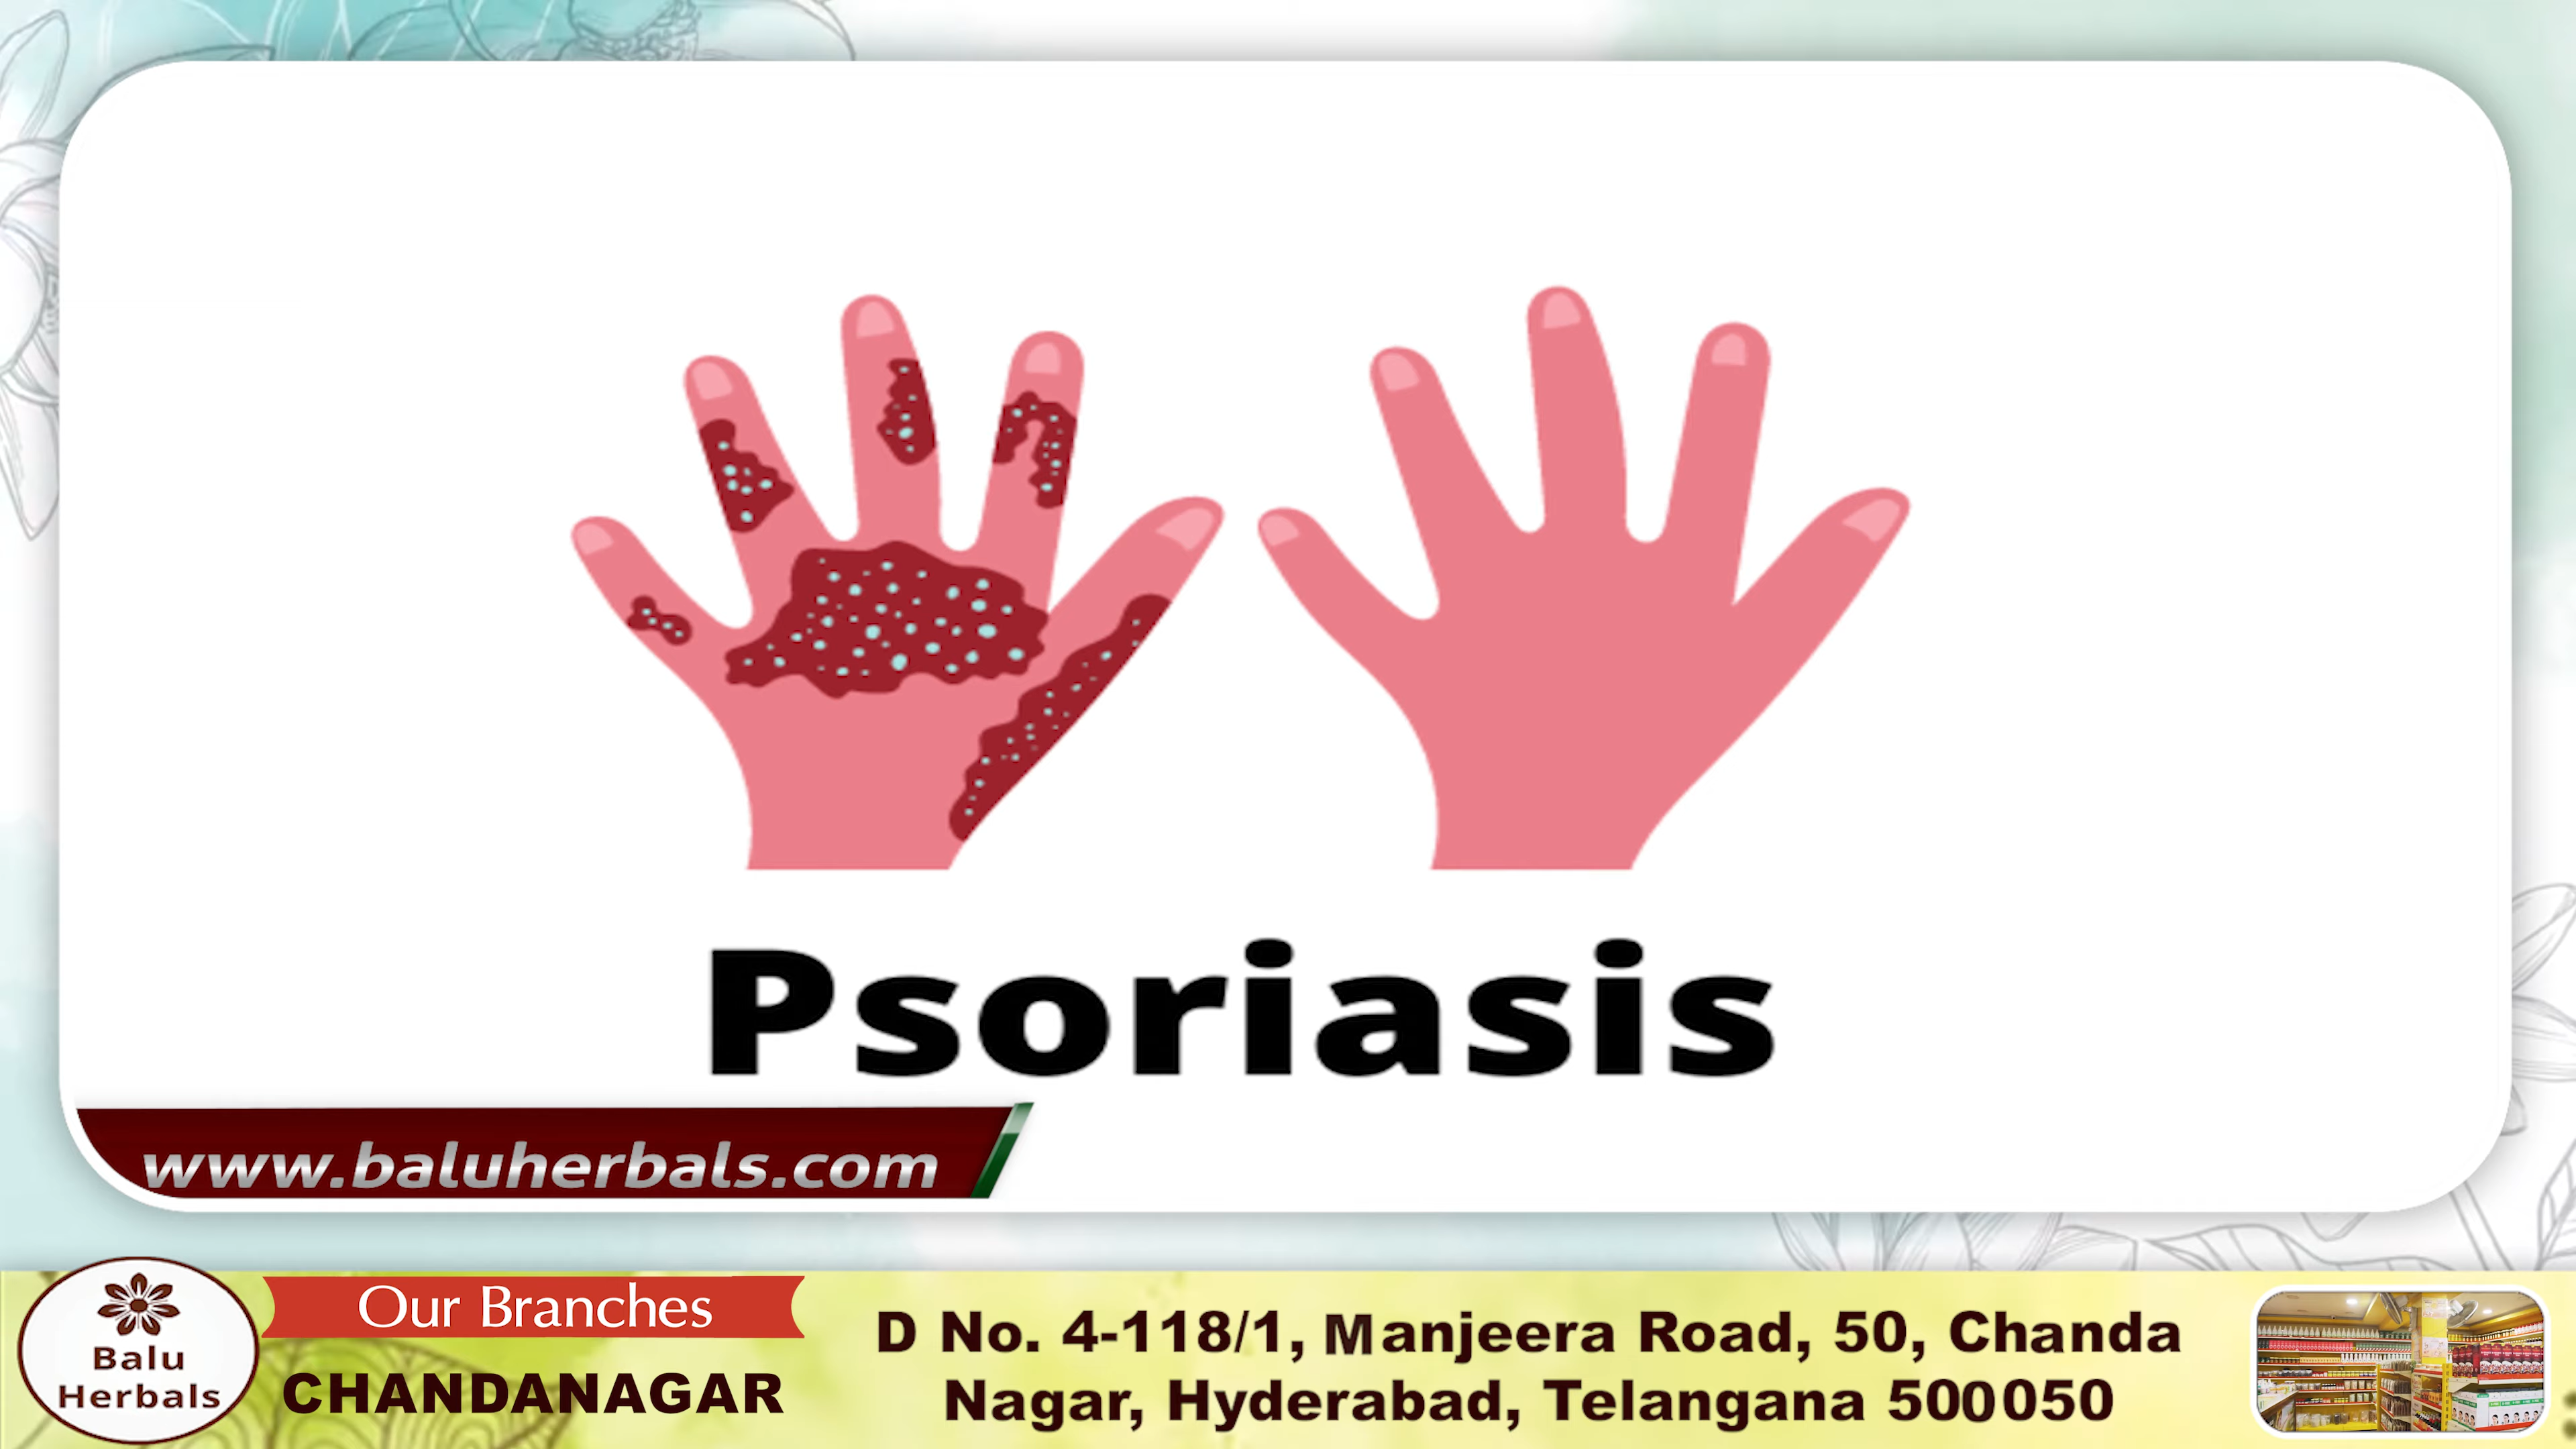 Psoriasis
www.baluherbals.com
Balu
Herbals
Our Branches
CHANDANAGAR
D No. 4-118/1, Manjeera Road, 50, Chanda
Nagar, Hyderabad, Telangana 500050